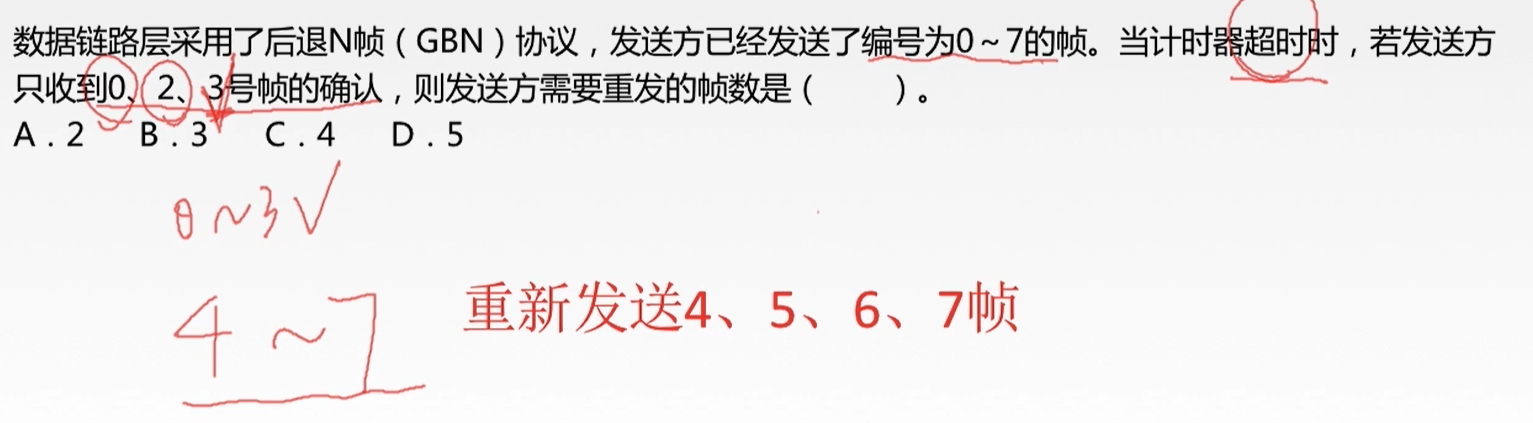 数据链路层采用了后退N帧（GBN）协议，发送方已经发送了编号为0～7的帧。当计时器超时时，若发送方
只收到0、2、3号帧的确认，则发送方需要重发的帧数是（　　）。
A．2　B．3　C．4　D．5
0～3√
4～7
重新发送4、5、6、7帧